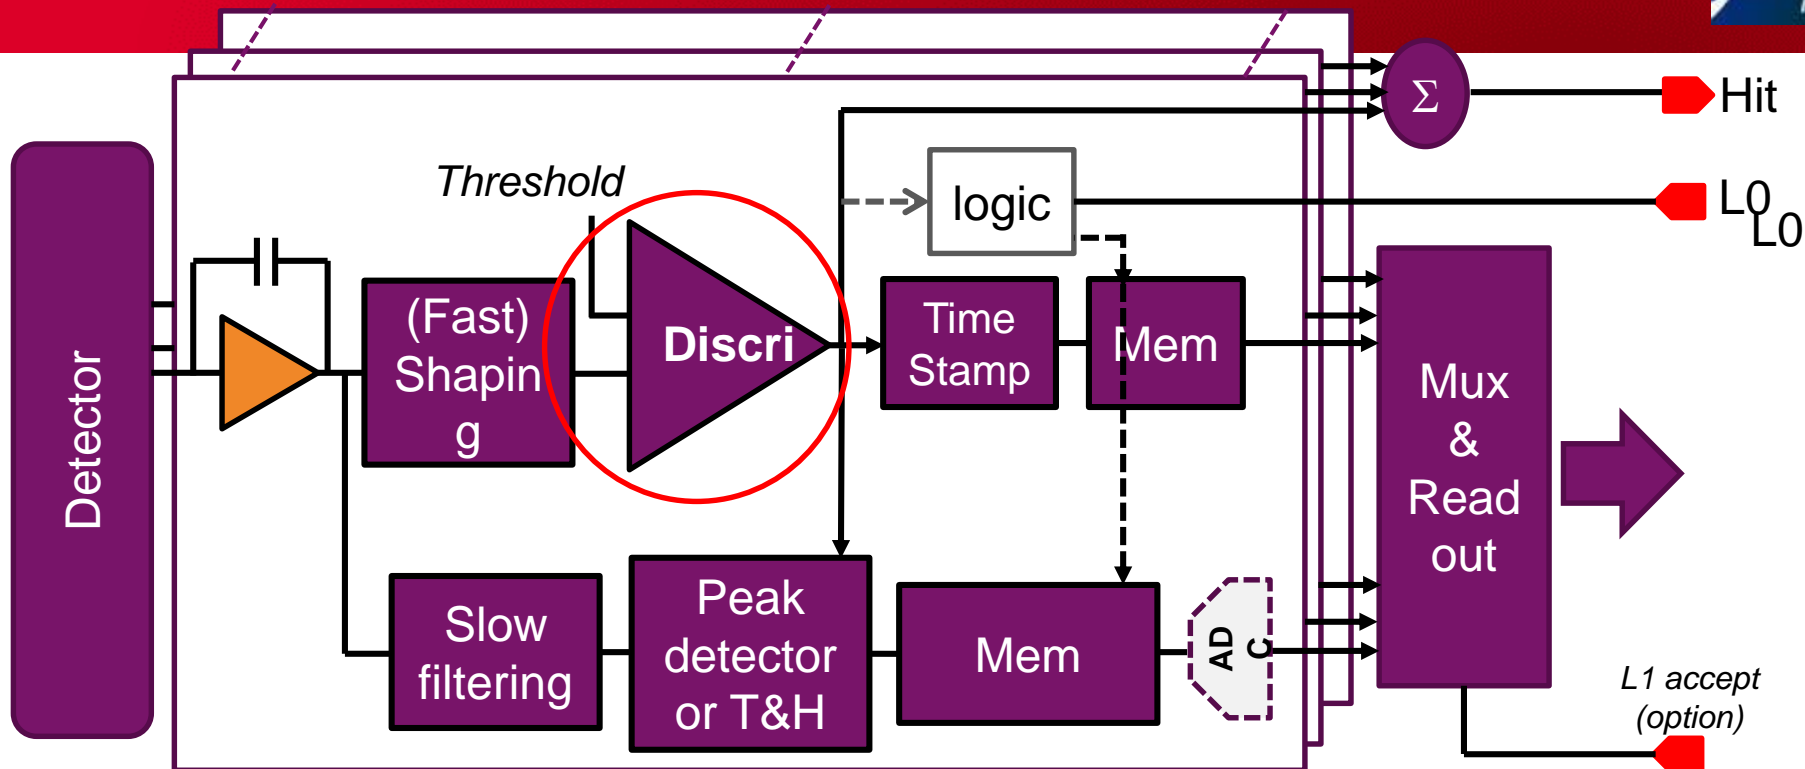 Σ
Hit
Threshold
logic
L0
L0
Detector
(Fast)
Shapin
g
Discri
Time
Stamp
Mem
Mux
&
Read
out
Slow
filtering
Peak
detector
or T&H
Mem
AD
C
L1 accept
(option)